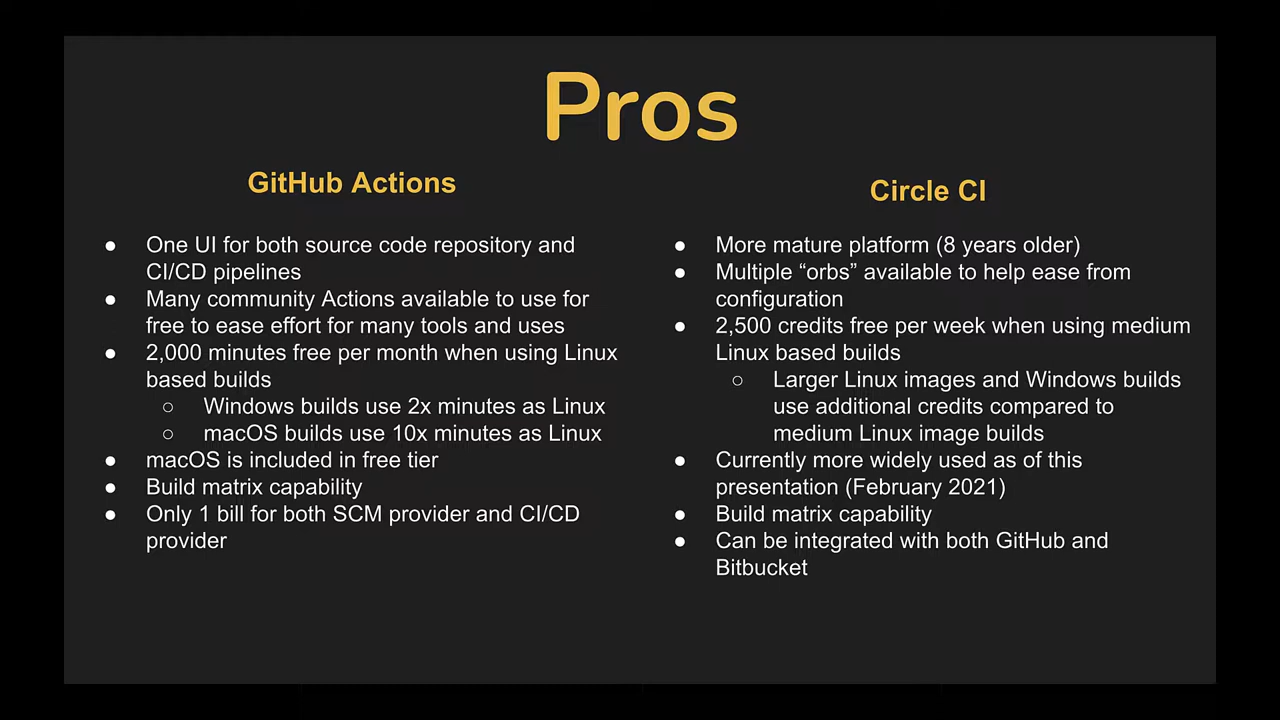 Pros
GitHub Actions
● One UI for both source code repository and
CI/CD pipelines
● Many community Actions available to use for
free to ease effort for many tools and uses
● 2,000 minutes free per month when using Linux
based builds
○ Windows builds use 2x minutes as Linux
○ macOS builds use 10x minutes as Linux
● macOS is included in free tier
● Build matrix capability
● Only 1 bill for both SCM provider and CI/CD
provider
Circle CI
● More mature platform (8 years older)
● Multiple “orbs” available to help ease from
configuration
● 2,500 credits free per week when using medium
Linux based builds
○ Larger Linux images and Windows builds
use additional credits compared to
medium Linux image builds
● Currently more widely used as of this
presentation (February 2021)
● Build matrix capability
● Can be integrated with both GitHub and
Bitbucket